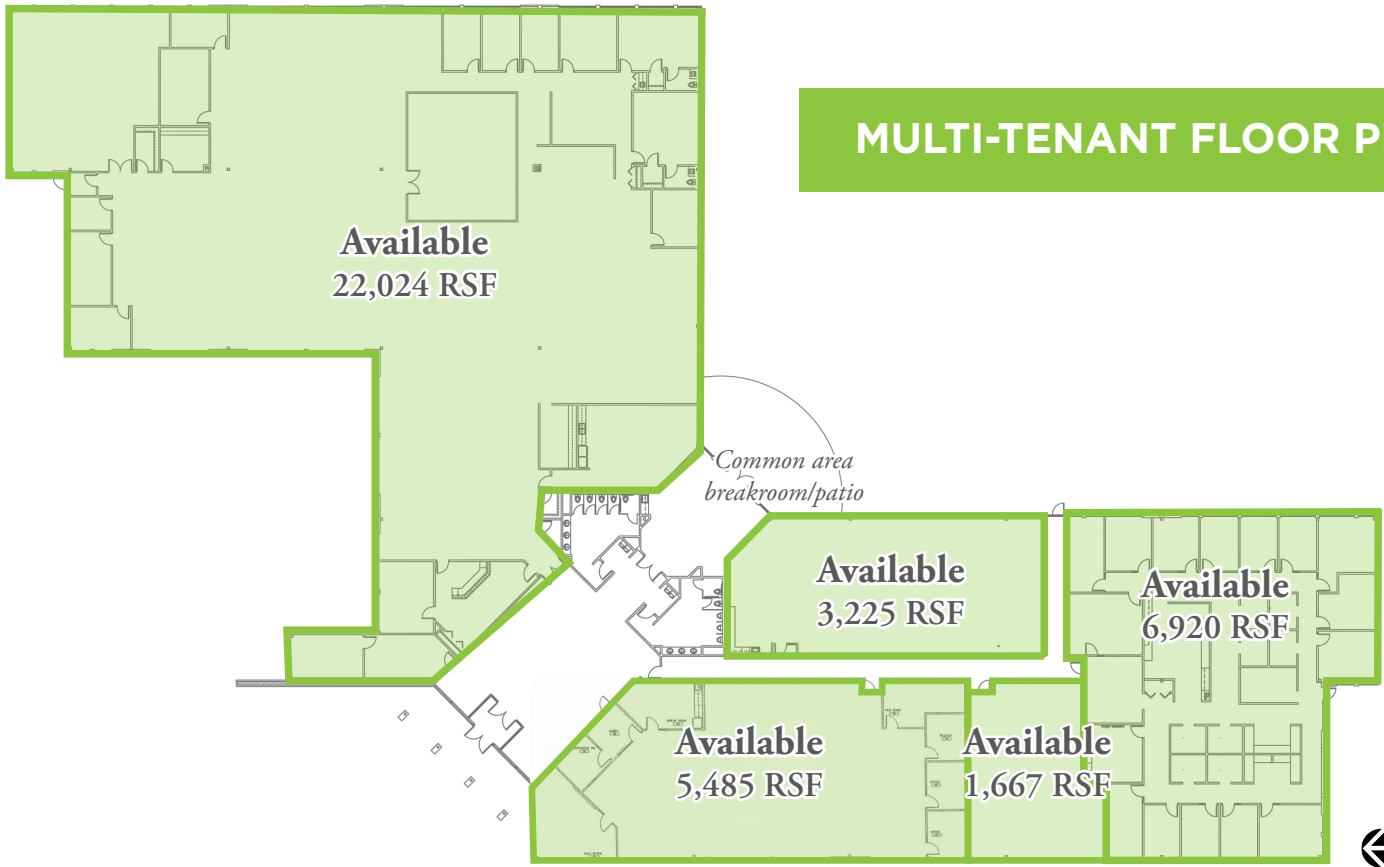 MULTI-TENANT FLOOR P
Available
22,024 RSF
Common area
breakroom/patio
Available
3,225 RSF
Available
6,920 RSF
Available
5,485 RSF
Available
1,667 RSF